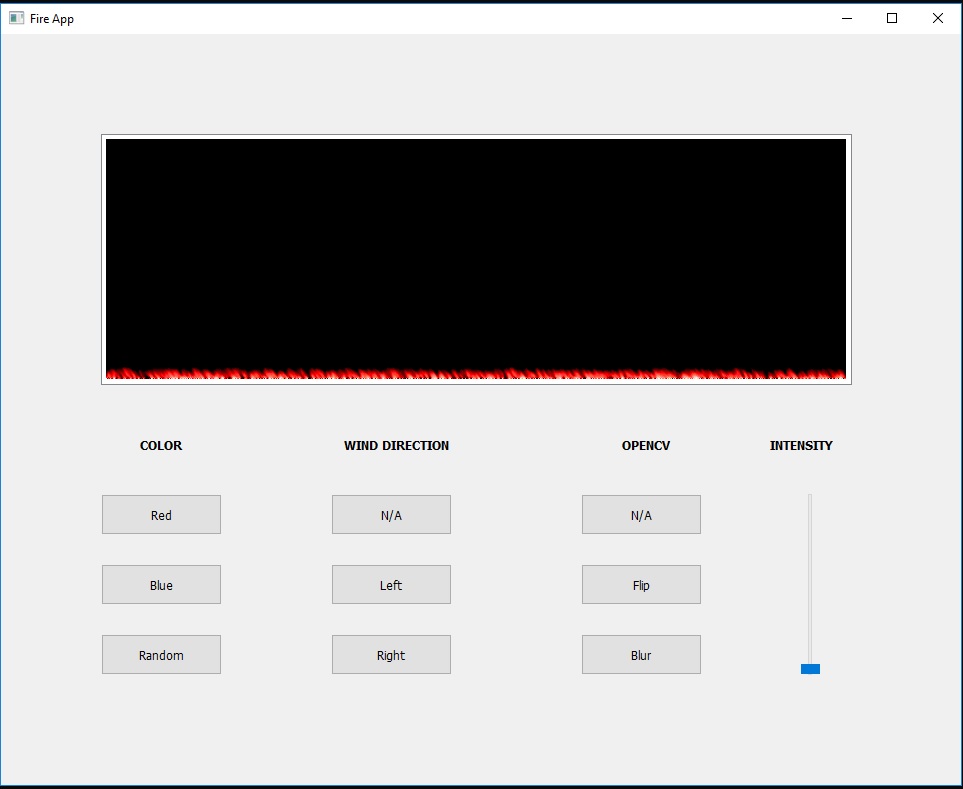 Fire App
COLOR WIND DIRECTION OPENCV INTENSITY
Red N/A N/A
Blue Left Flip
Random Right Blur